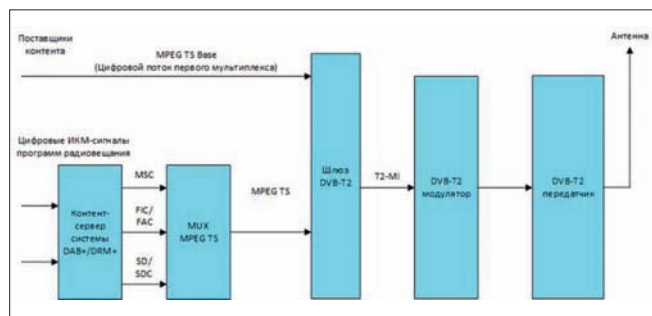 Поставщики
контента
MPEG TS Base
(Цифровой поток первого мультиплекса)
Антенна
Цифровые ИКМ-сигналы
программ радиовещания
Контент-
сервер
системы
DAB+/DRM+
MSC
FIC/
FAC
SD/
SDC
MUX
MPEG TS
MPEG TS
Шлюз
DVB-T2
T2-MI
DVB-T2
модулятор
DVB-T2
передатчик